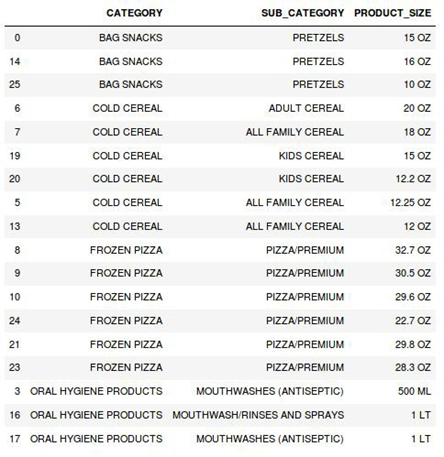 CATEGORY SUB_CATEGORY PRODUCT_SIZE
0 BAG SNACKS PRETZELS 15 OZ
14 BAG SNACKS PRETZELS 16 OZ
25 BAG SNACKS PRETZELS 10 OZ
6 COLD CEREAL ADULT CEREAL 20 OZ
7 COLD CEREAL ALL FAMILY CEREAL 18 OZ
19 COLD CEREAL KIDS CEREAL 15 OZ
20 COLD CEREAL KIDS CEREAL 12.2 OZ
5 COLD CEREAL ALL FAMILY CEREAL 12.25 OZ
13 COLD CEREAL ALL FAMILY CEREAL 12 OZ
8 FROZEN PIZZA PIZZA/PREMIUM 32.7 OZ
9 FROZEN PIZZA PIZZA/PREMIUM 30.5 OZ
10 FROZEN PIZZA PIZZA/PREMIUM 29.6 OZ
24 FROZEN PIZZA PIZZA/PREMIUM 22.7 OZ
21 FROZEN PIZZA PIZZA/PREMIUM 29.8 OZ
23 FROZEN PIZZA PIZZA/PREMIUM 28.3 OZ
3 ORAL HYGIENE PRODUCTS MOUTHWASHES (ANTISEPTIC) 500 ML
16 ORAL HYGIENE PRODUCTS MOUTHWASH/RINSES AND SPRAYS 1 LT
17 ORAL HYGIENE PRODUCTS MOUTHWASHES (ANTISEPTIC) 1 LT